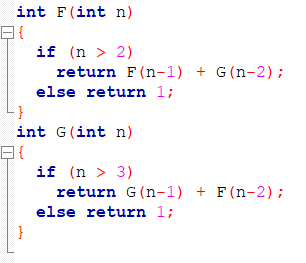 int F(int n)
{
if (n > 2)
return F(n-1) + G(n-2);
else return 1;
}
int G(int n)
{
if (n > 3)
return G(n-1) + F(n-2);
else return 1;
}